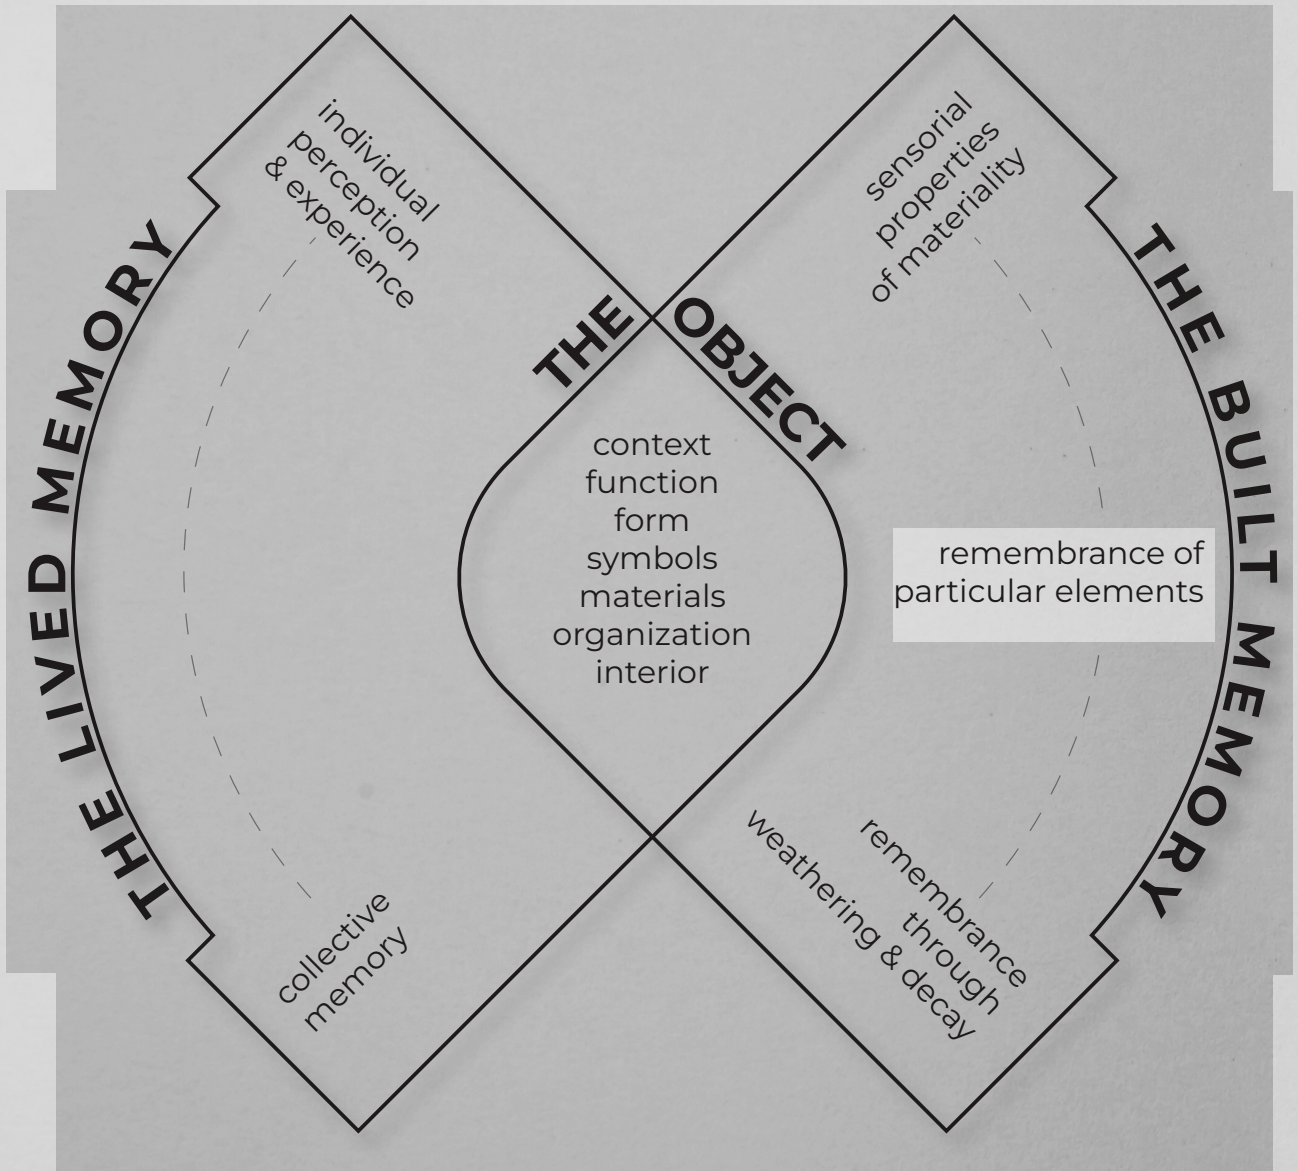 THE LIVED MEMORY
individual
perception
& experience
collective
memory
THE OBJECT
context
function
form
symbols
materials
organization
interior
THE BUILT MEMORY
sensorial
properties
of materiality
remembrance of
particular elements
remembrance
through
weathering & decay